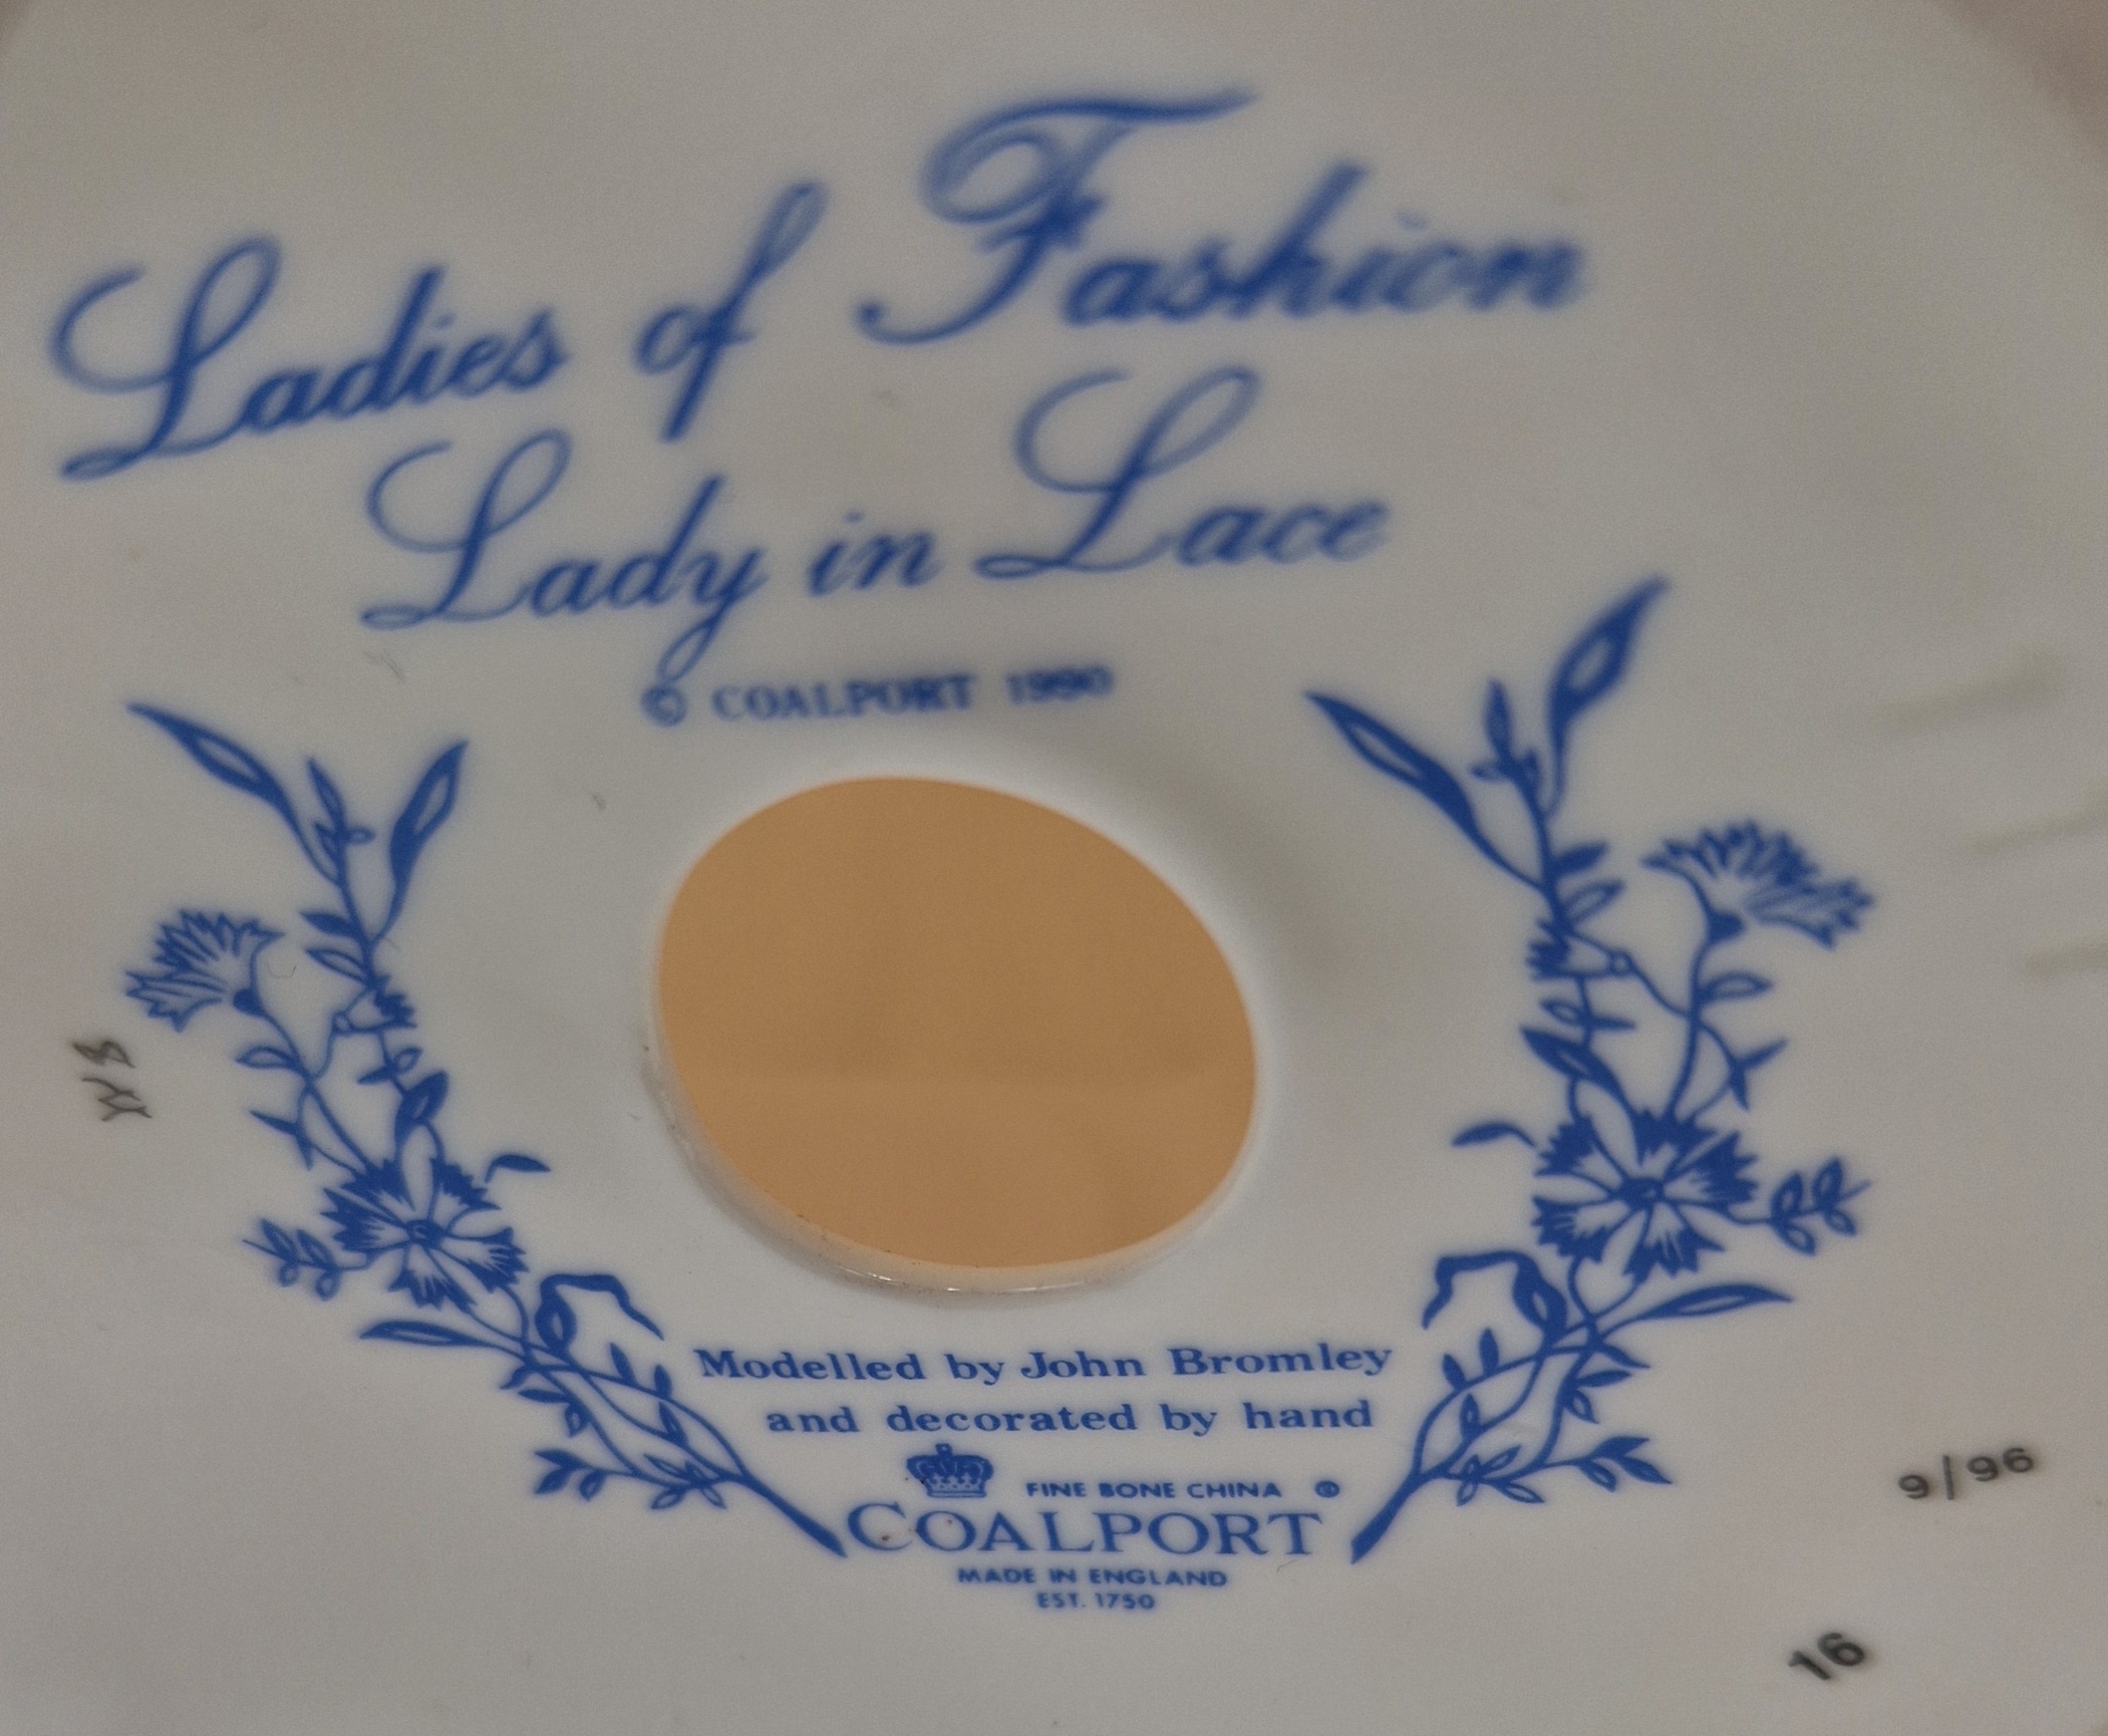 Ladies of Fashion
Lady in Lace
© COALPORT 1990
Modelled by John Bromley
and decorated by hand
FINE BONE CHINA ®
COALPORT
MADE IN ENGLAND
EST. 1750
9/96
16